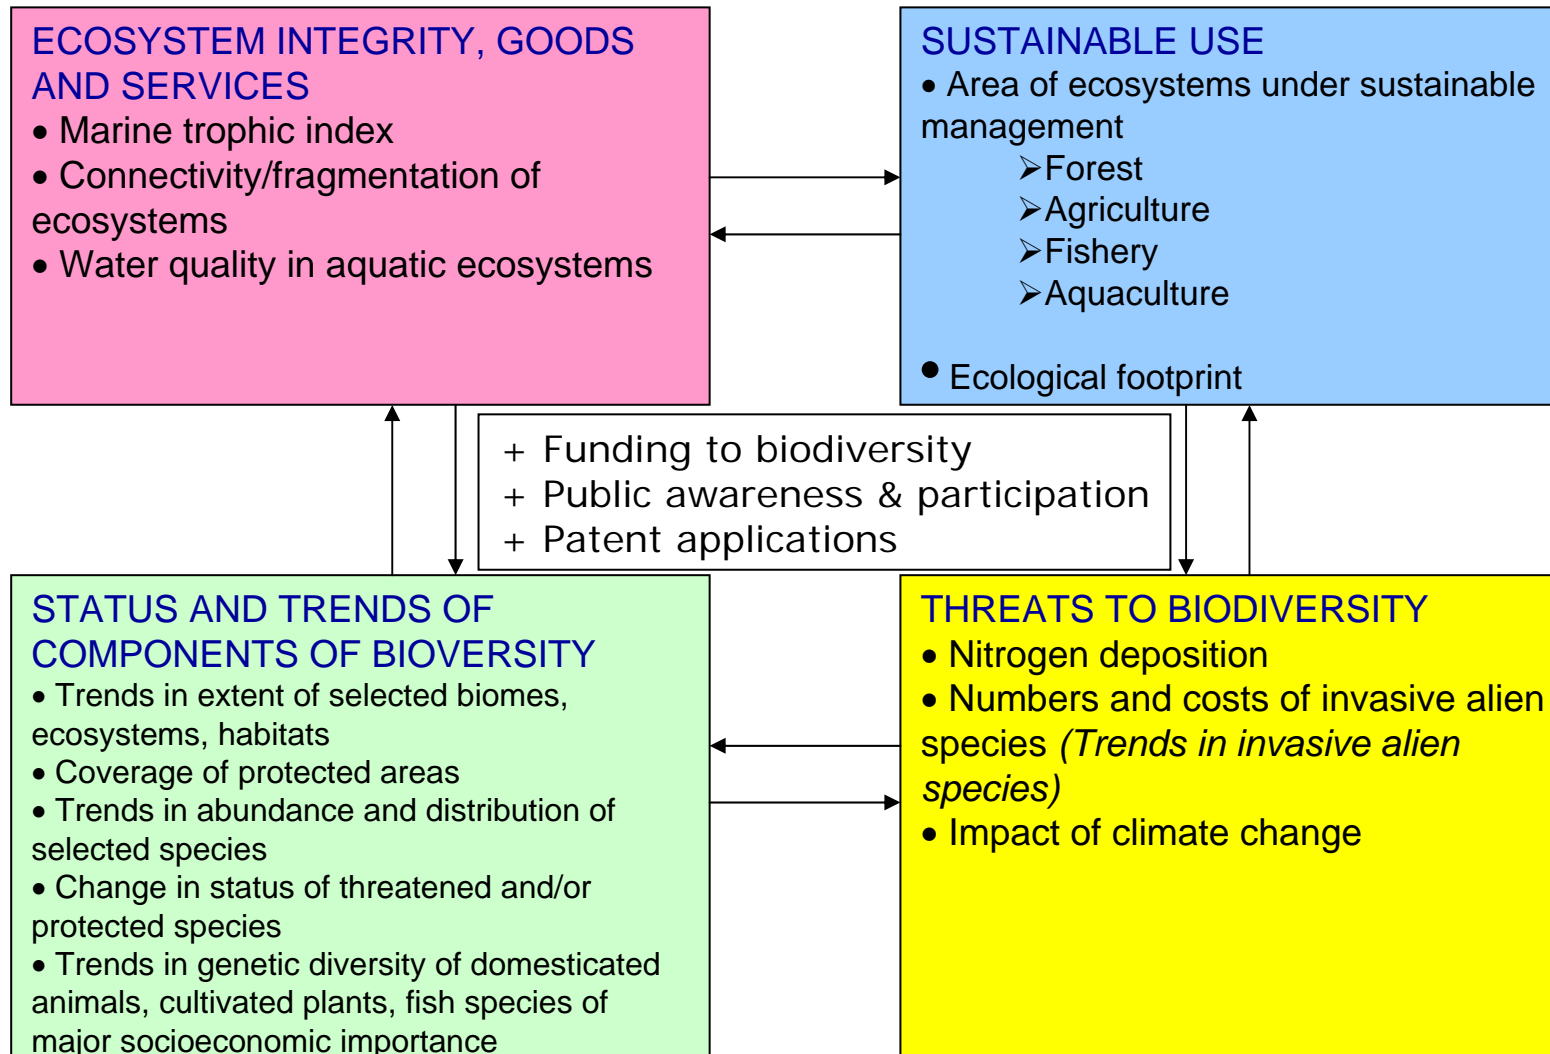 ECOSYSTEM INTEGRITY, GOODS
AND SERVICES
• Marine trophic index
• Connectivity/fragmentation of
ecosystems
• Water quality in aquatic ecosystems
SUSTAINABLE USE
• Area of ecosystems under sustainable
management
➢Forest
➢Agriculture
➢Fishery
➢Aquaculture
• Ecological footprint
+ Funding to biodiversity
+ Public awareness & participation
+ Patent applications
STATUS AND TRENDS OF
COMPONENTS OF BIOVERSITY
• Trends in extent of selected biomes,
ecosystems, habitats
• Coverage of protected areas
• Trends in abundance and distribution of
selected species
• Change in status of threatened and/or
protected species
• Trends in genetic diversity of domesticated
animals, cultivated plants, fish species of
major socioeconomic importance
THREATS TO BIODIVERSITY
• Nitrogen deposition
• Numbers and costs of invasive alien
species (Trends in invasive alien
species)
• Impact of climate change